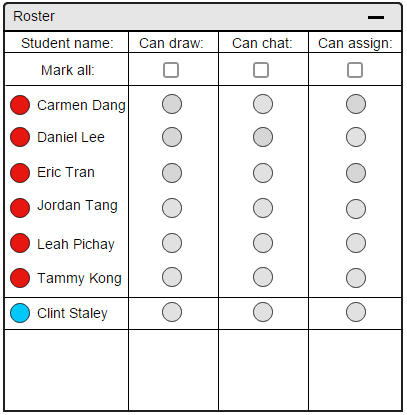 Roster
Student name: Can draw: Can chat: Can assign:
Mark all:
Carmen Dang
Daniel Lee
Eric Tran
Jordan Tang
Leah Pichay
Tammy Kong
Clint Staley